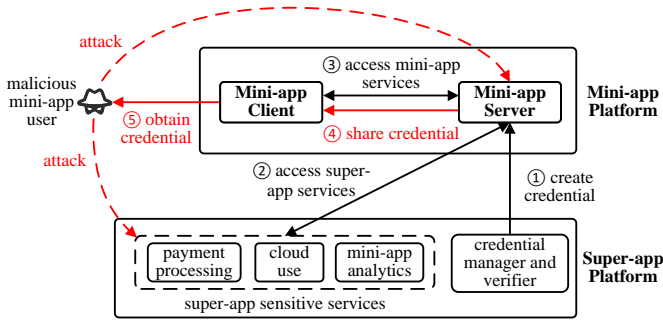 attack
malicious
mini-app
user
⑤ obtain
credential
attack
Mini-app
Client
③ access mini-app
services
④ share credential
Mini-app
Server
Mini-app
Platform
② access super-
app services
① create
credential
payment
processing
cloud
use
mini-app
analytics
super-app sensitive services
credential
manager and
verifier
Super-app
Platform